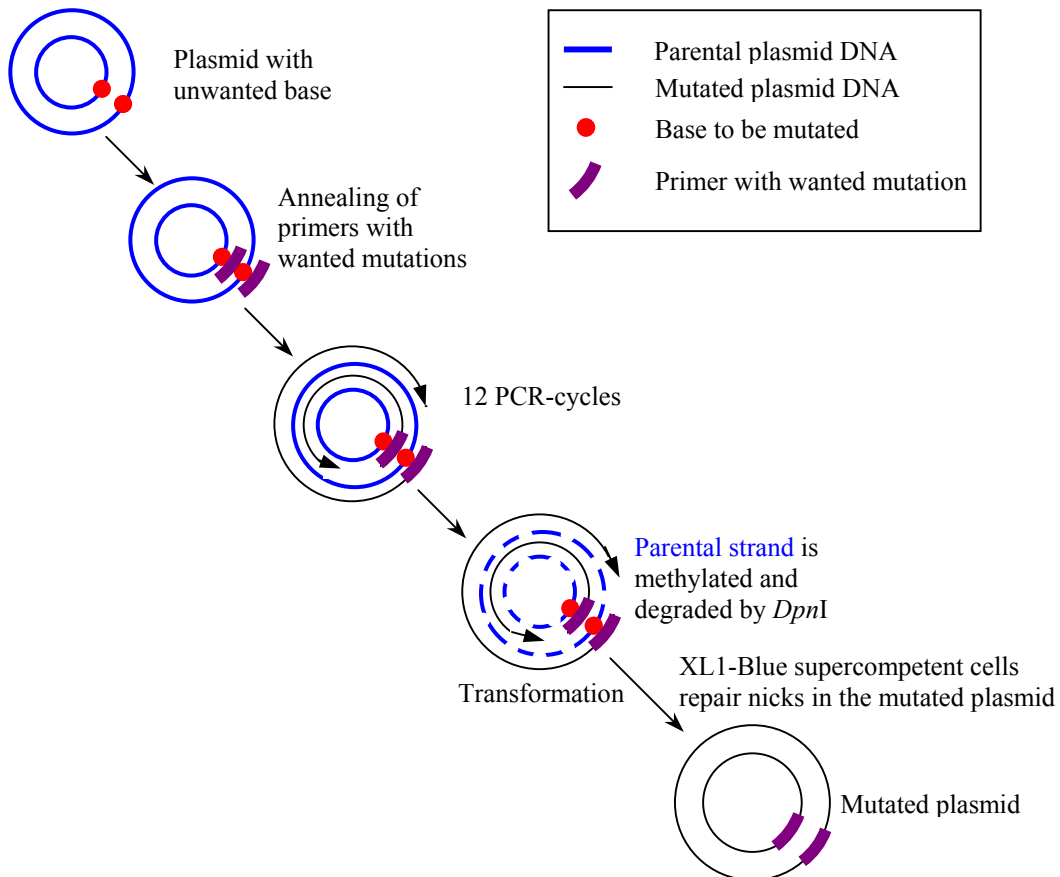 Plasmid with
unwanted base
Parental plasmid DNA
Mutated plasmid DNA
Base to be mutated
Primer with wanted mutation
Annealing of
primers with
wanted mutations
12 PCR-cycles
Parental strand is
methylated and
degraded by DpnI
Transformation
XL1-Blue supercompetent cells
repair nicks in the mutated plasmid
Mutated plasmid